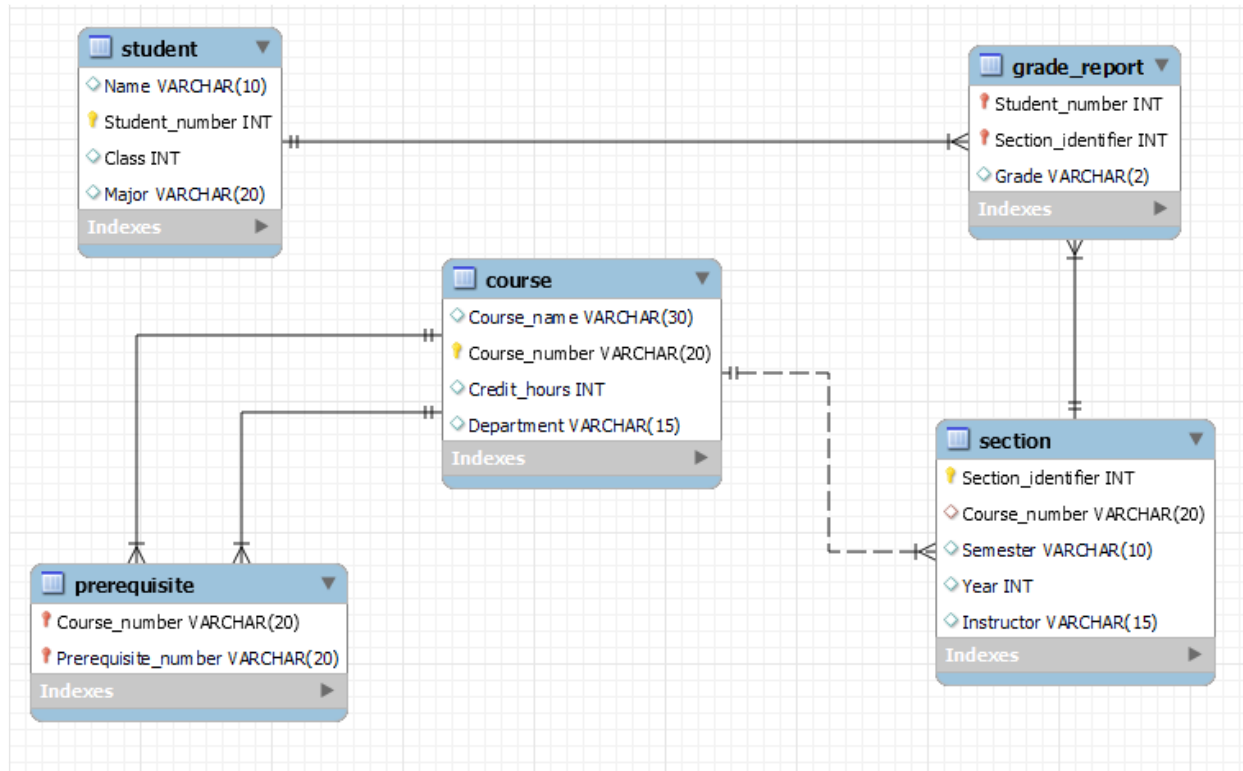 student
Name VARCHAR(10)
Student_number INT
Class INT
Major VARCHAR(20)
Indexes
grade_report
Student_number INT
Section_identifier INT
Grade VARCHAR(2)
Indexes
course
Course_name VARCHAR(30)
Course_number VARCHAR(20)
Credit_hours INT
Department VARCHAR(15)
Indexes
section
Section_identifier INT
Course_number VARCHAR(20)
Semester VARCHAR(10)
Year INT
Instructor VARCHAR(15)
Indexes
prerequisite
Course_number VARCHAR(20)
Prerequisite_number VARCHAR(20)
Indexes